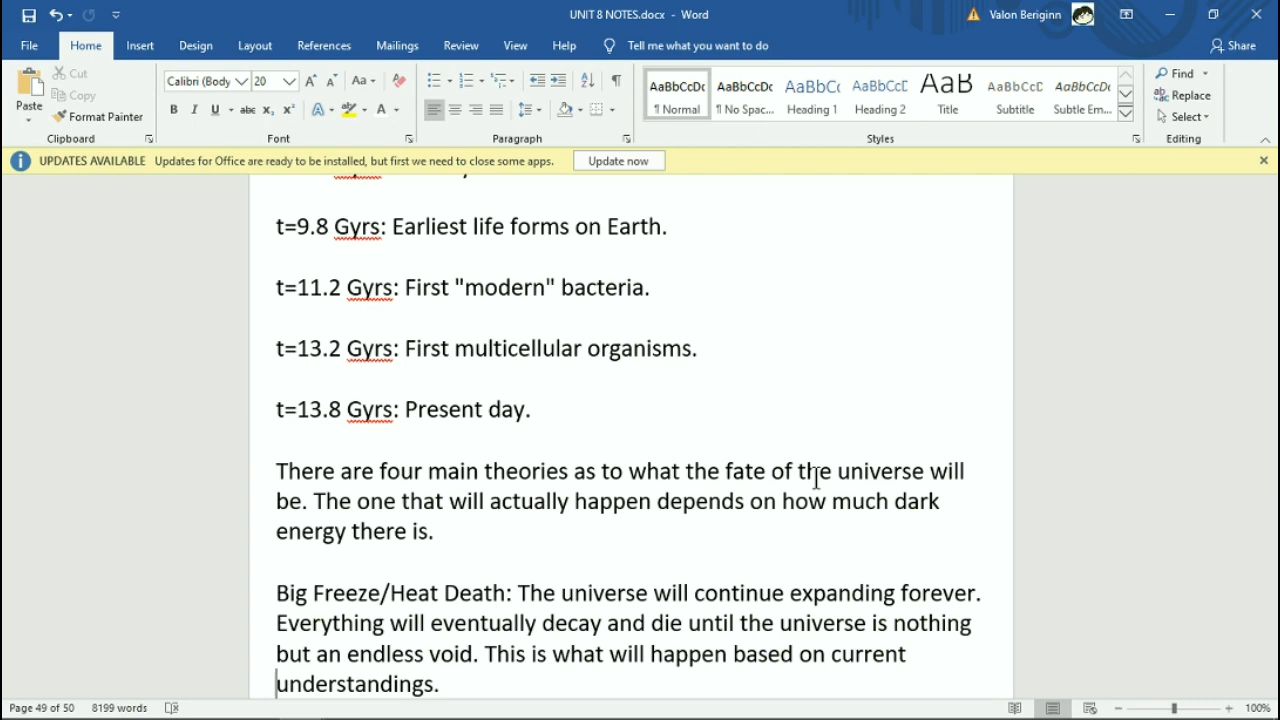 UNIT 8 NOTES.docx - Word
Valon Beriginn
File Home Insert Design Layout References Mailings Review View Help Tell me what you want to do Share
Paste
Cut
Copy
Format Painter
Clipboard
Calibri (Body 20
Aa
B I U abc X₂ X² A A
Font
Paragraph
AaBbCcDc AaBbCcDc AaBbCc AaBbCcD AaB AaBbCcD AaBbCcDc
¶ Normal ¶ No Spac... Heading 1 Heading 2 Title Subtitle Subtle Em...
Styles
Find
Replace
Select
Editing
UPDATES AVAILABLE Updates for Office are ready to be installed, but first we need to close some apps. Update now
t=9.8 Gyrs: Earliest life forms on Earth.
t=11.2 Gyrs: First "modern" bacteria.
t=13.2 Gyrs: First multicellular organisms.
t=13.8 Gyrs: Present day.
There are four main theories as to what the fate of the universe will
be. The one that will actually happen depends on how much dark
energy there is.
Big Freeze/Heat Death: The universe will continue expanding forever.
Everything will eventually decay and die until the universe is nothing
but an endless void. This is what will happen based on current
understandings.
Page 49 of 50 8199 words 100%